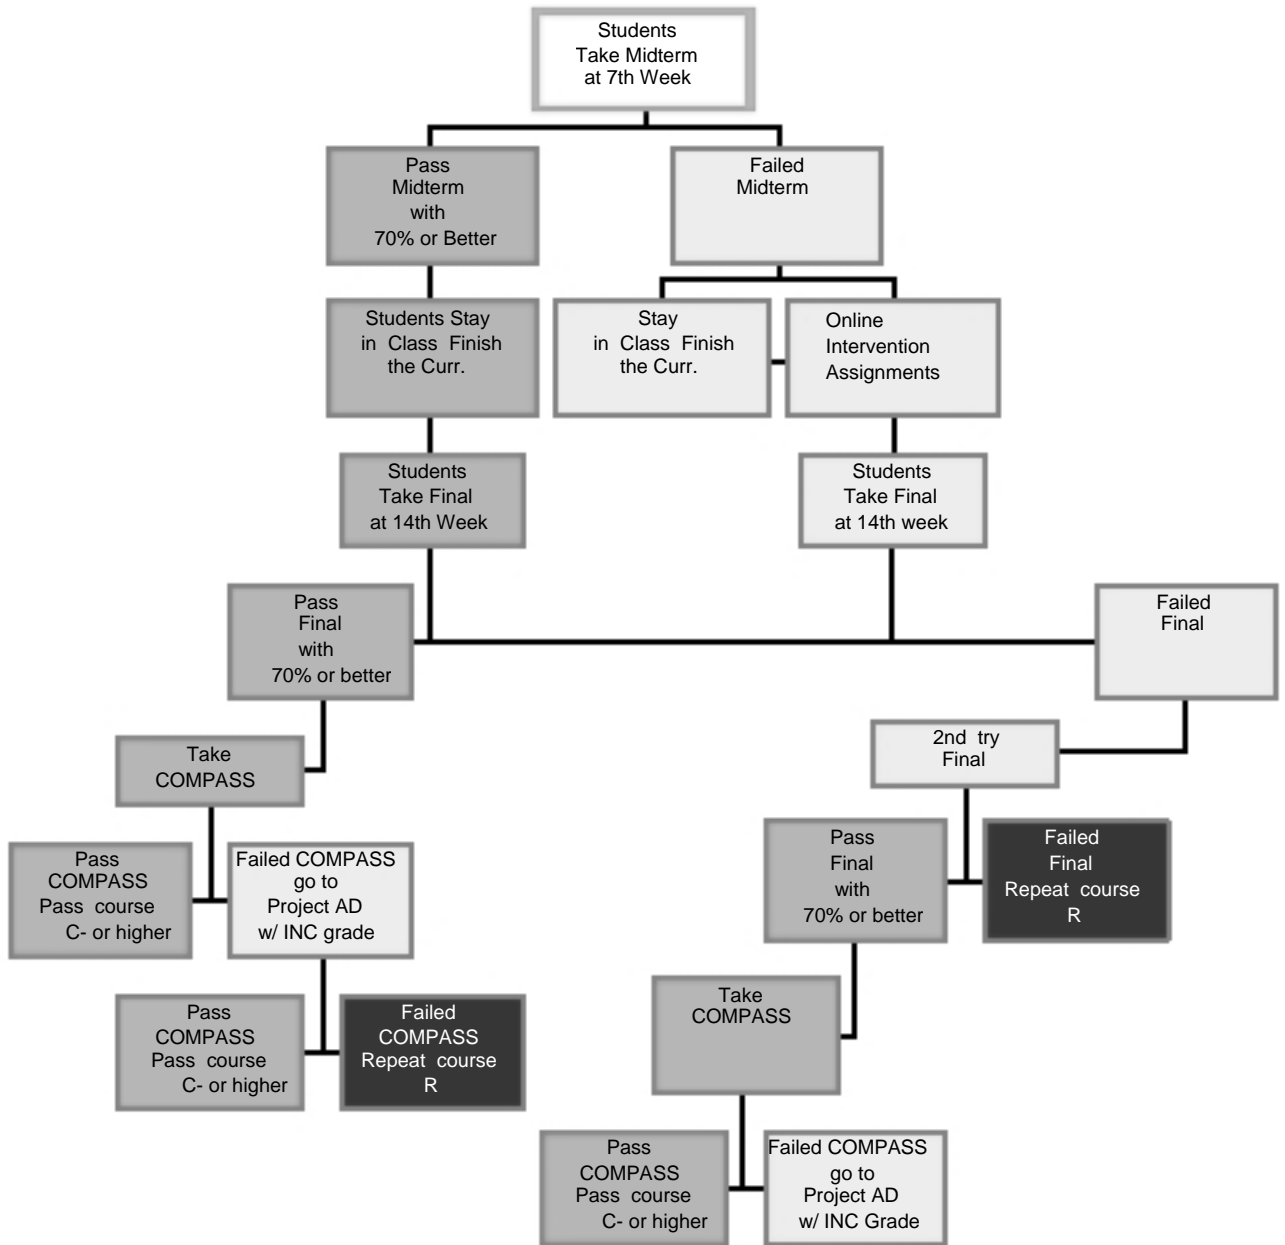 Students
Take Midterm
at 7th Week
Pass
Midterm
with
70% or Better
Failed
Midterm
Students Stay
in Class Finish
the Curr.
Stay
in Class Finish
the Curr.
Online
Intervention
Assignments
Students
Take Final
at 14th Week
Students
Take Final
at 14th week
Pass
Final
with
70% or better
Failed
Final
Take
COMPASS
2nd try
Final
Pass
COMPASS
Pass course
C- or higher
Failed COMPASS
go to
Project AD
w/ INC grade
Pass
Final
with
70% or better
Failed
Final
Repeat course
R
Pass
COMPASS
Pass course
C- or higher
Failed
COMPASS
Repeat course
R
Take
COMPASS
Pass
COMPASS
Pass course
C- or higher
Failed COMPASS
go to
Project AD
w/ INC Grade